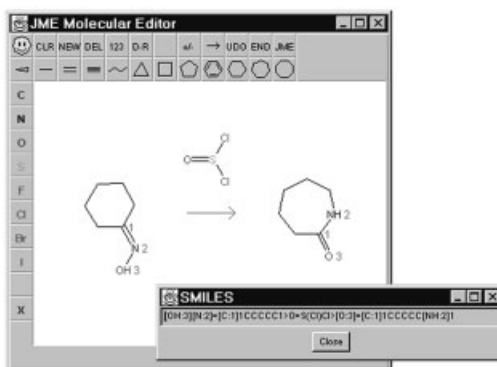 JME Molecular Editor
CLR NEW DEL 123 D-R +/- → UDO END JME
C
N
O
S
F
Cl
Br
I
X
Cl
O S
Cl
1
N 2
OH 3
NH 2
1
O 3
SMILES
[OH:3][N:2]=[C:1]1CCCCC1>O=S(Cl)Cl>[O:3]=[C:1]1CCCCC[NH:2]1
Close